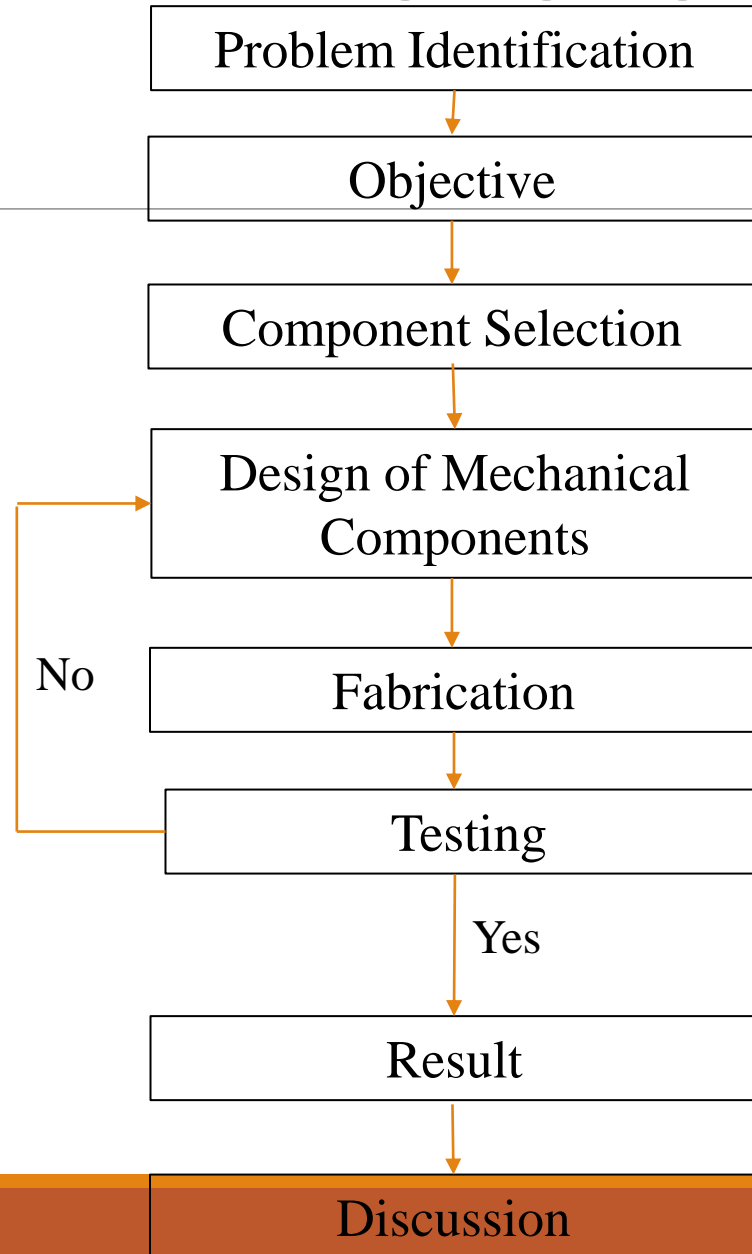 Problem Identification
Objective
Component Selection
Design of Mechanical
Components
No
Fabrication
Testing
Yes
Result
Discussion